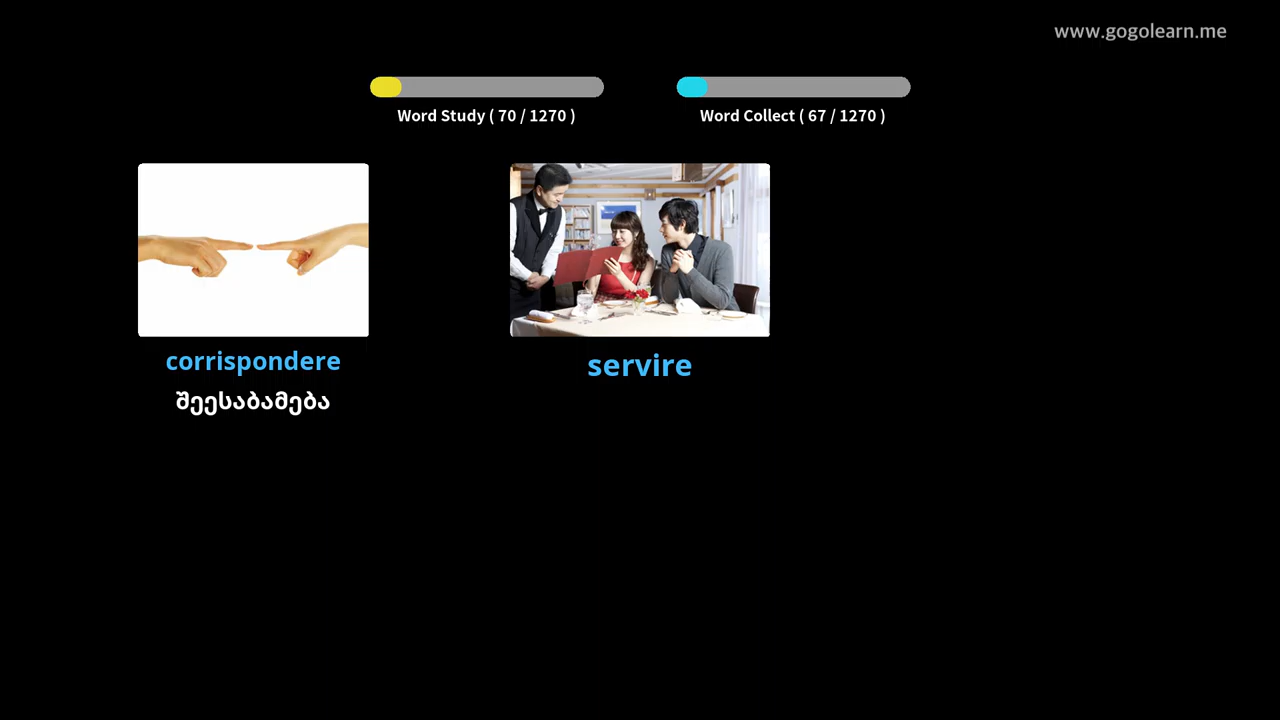 www.gogolearn.me
Word Study ( 70 / 1270 )
Word Collect ( 67 / 1270 )
corrispondere
შეესაბამება
servire